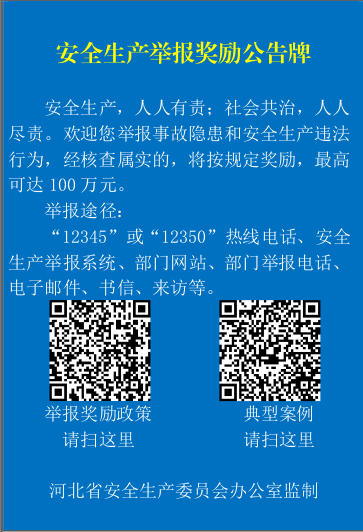 安全生产举报奖励公告牌
安全生产，人人有责；社会共治，人人
尽责。欢迎您举报事故隐患和安全生产违法
行为，经核查属实的，将按规定奖励，最高
可达 100 万元。
举报途径：
“12345”或“12350”热线电话、安全
生产举报系统、部门网站、部门举报电话、
电子邮件、书信、来访等。
举报奖励政策 典型案例
请扫这里 请扫这里
河北省安全生产委员会办公室监制